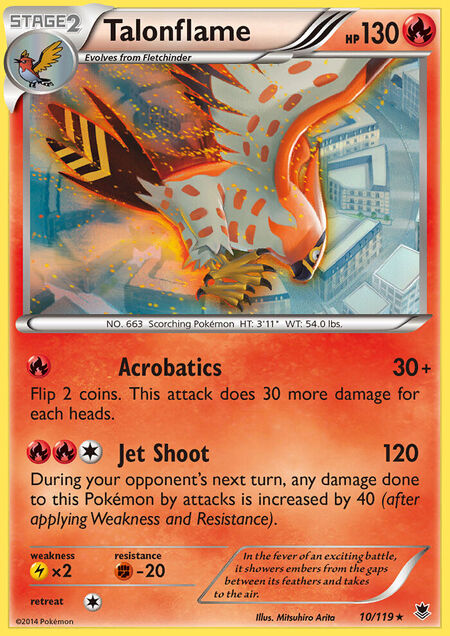 STAGE2
Talonflame
HP130
Evolves from Fletchinder
NO. 663 Scorching Pokémon HT: 3'11" WT: 54.0 lbs.
Acrobatics 30+
Flip 2 coins. This attack does 30 more damage for
each heads.
Jet Shoot 120
During your opponent's next turn, any damage done
to this Pokémon by attacks is increased by 40 (after
applying Weakness and Resistance).
weakness resistance
×2 -20
retreat
In the fever of an exciting battle,
it showers embers from the gaps
between its feathers and takes
to the air.
©2014 Pokémon
Illus. Mitsuhiro Arita
10/119★